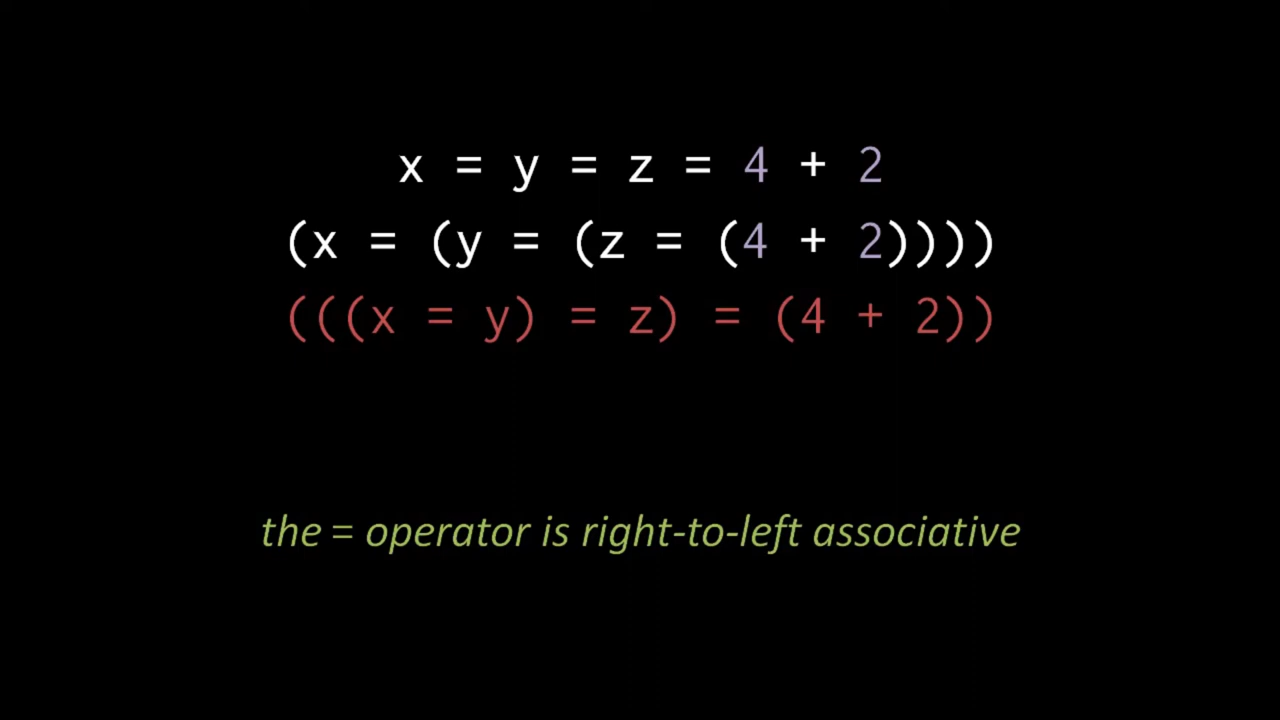 x = y = z = 4 + 2
(x = (y = (z = (4 + 2))))
(((x = y) = z) = (4 + 2))
the = operator is right-to-left associative